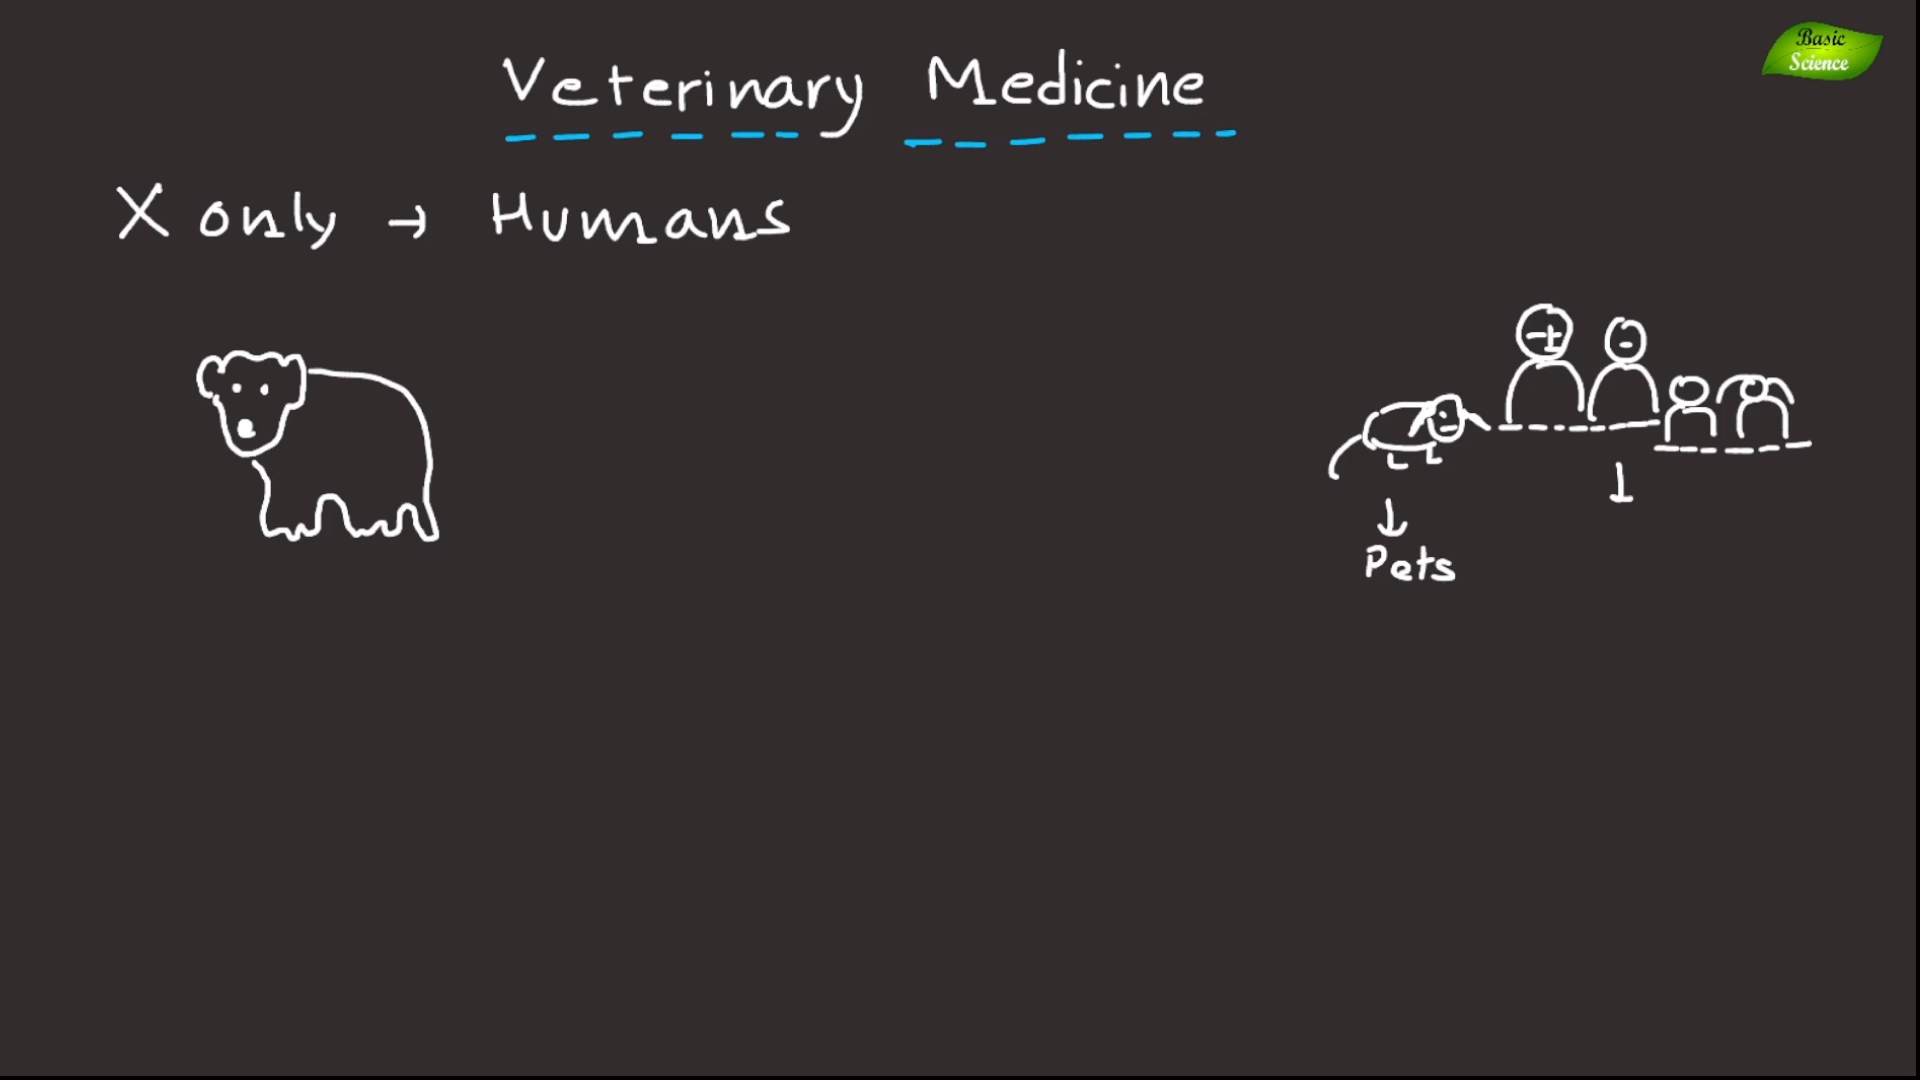 Basic
Science
Veterinary Medicine
X only → Humans
Pets